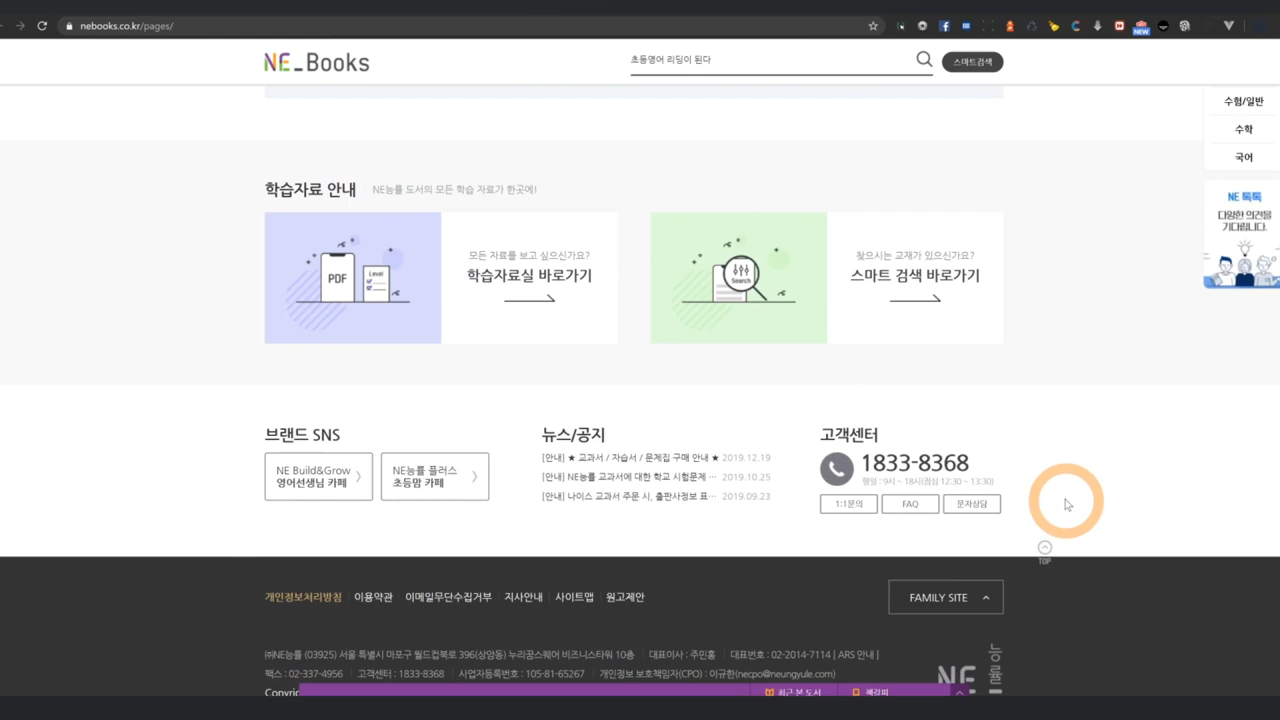 nebooks.co.kr/pages/
NEW
NE_Books
초등영어 리딩이 된다
스마트검색
수험/일반
수학
국어
NE 톡톡
다양한 의견을
기다립니다.
학습자료 안내
NE능률 도서의 모든 학습 자료가 한곳에!
PDF
Level
모든 자료를 보고 싶으신가요?
학습자료실 바로가기
Search
찾으시는 교재가 있으신가요?
스마트 검색 바로가기
브랜드 SNS
NE Build&Grow
영어선생님 카페
NE능률 플러스
초등맘 카페
뉴스/공지
[안내] ★ 교과서 / 자습서 / 문제집 구매 안내 ★ 2019.12.19
[안내] NE능률 교과서에 대한 학교 시험문제 ··· 2019.10.25
[안내] 나이스 교과서 주문 시, 출판사정보 표··· 2019.09.23
고객센터
1833-8368
평일 : 9시 ~ 18시(점심 12:30 ~ 13:30)
1:1문의 FAQ 문자상담
TOP
개인정보처리방침 이용약관 이메일무단수집거부 지사안내 사이트맵 원고제안
FAMILY SITE
㈜NE능률 (03925) 서울 특별시 마포구 월드컵북로 396(상암동) 누리꿈스퀘어 비즈니스타워 10층 대표이사 : 주민홍 대표번호 : 02-2014-7114 [ ARS 안내 ]
팩스 : 02-337-4956 고객센터 : 1833-8368 사업자등록번호 : 105-81-65267 개인정보 보호책임자(CPO) : 이규한(necpo@neungyule.com)
NE 능률
최근 본 도서 책갈피